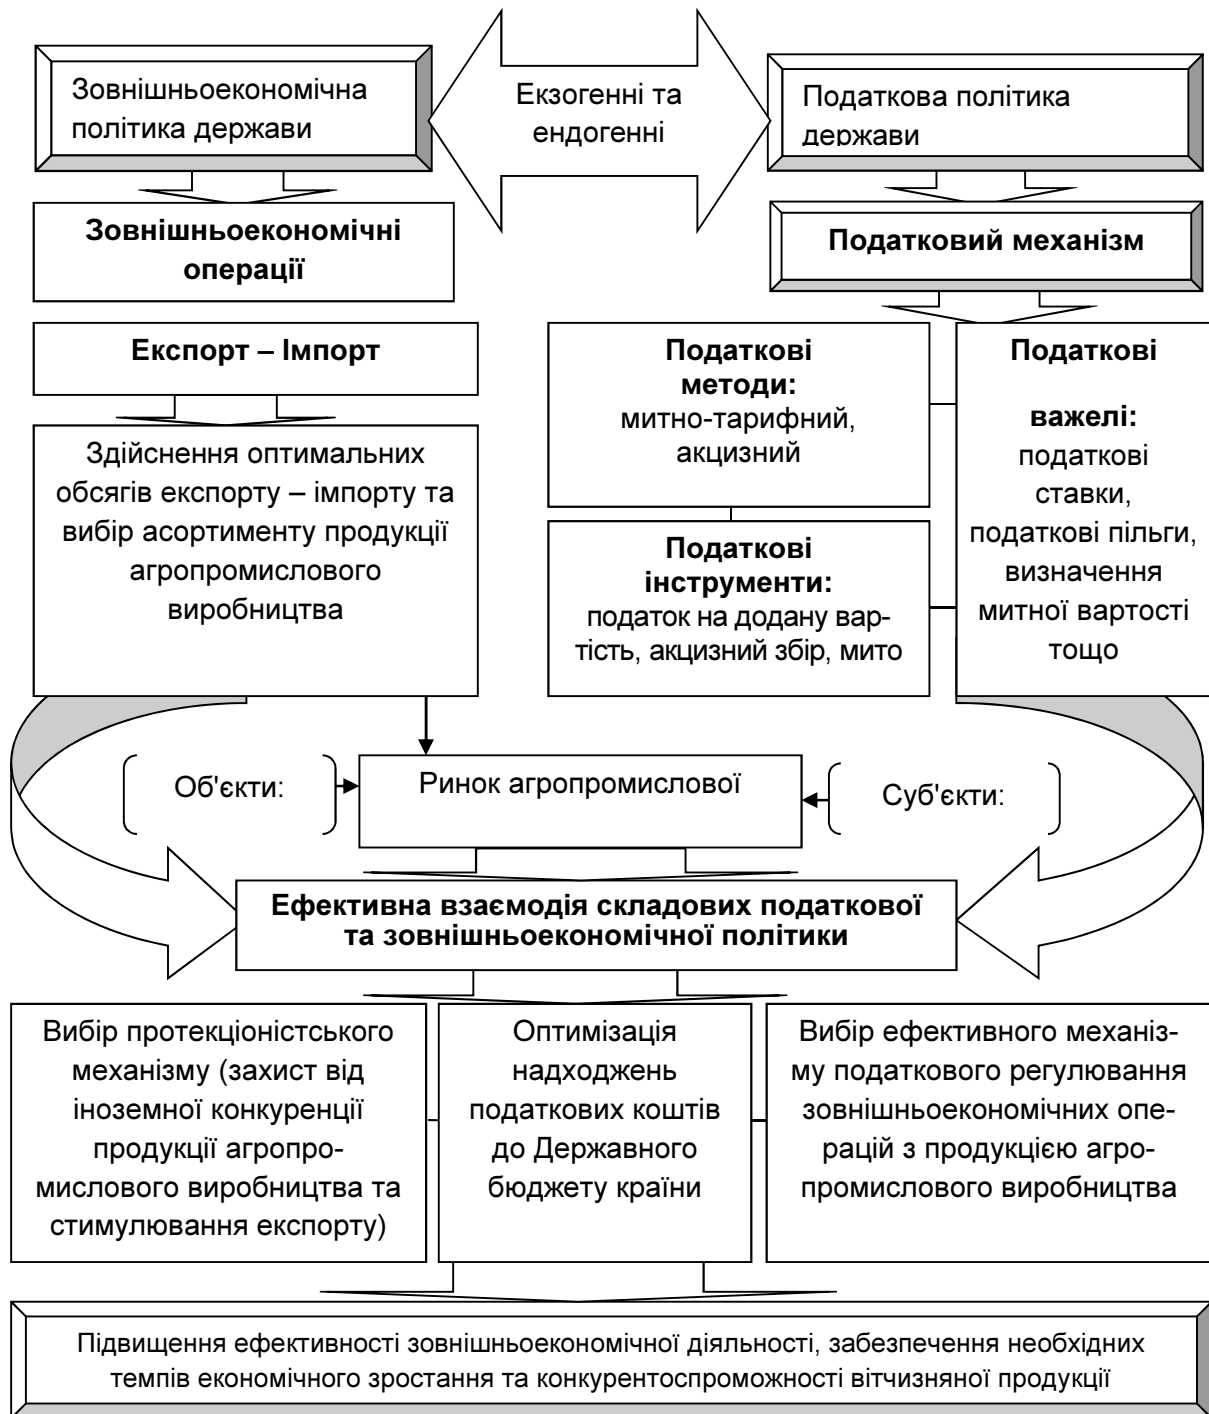 Зовнішньоекономічна
політика держави
Екзогенні та
ендогенні
Податкова політика
держави
Зовнішньоекономічні
операції
Податковий механізм
Експорт – Імпорт
Здійснення оптимальних
обсягів експорту – імпорту та
вибір асортименту продукції
агропромислового
виробництва
Податкові
методи:
митно-тарифний,
акцизний
Податкові
інструменти:
податок на додану вар-
тість, акцизний збір, мито
Податкові
важелі:
податкові
ставки,
податкові пільги,
визначення
митної вартості
тощо
Об'єкти:
Ринок агропромислової
Суб'єкти:
Ефективна взаємодія складових податкової
та зовнішньоекономічної політики
Вибір протекціоністського
механізму (захист від
іноземної конкуренції
продукції агропро-
мислового виробництва та
стимулювання експорту)
Оптимізація
надходжень
податкових коштів
до Державного
бюджету країни
Вибір ефективного механіз-
му податкового регулювання
зовнішньоекономічних опе-
рацій з продукцією агро-
промислового виробництва
Підвищення ефективності зовнішньоекономічної діяльності, забезпечення необхідних
темпів економічного зростання та конкурентоспроможності вітчизняної продукції